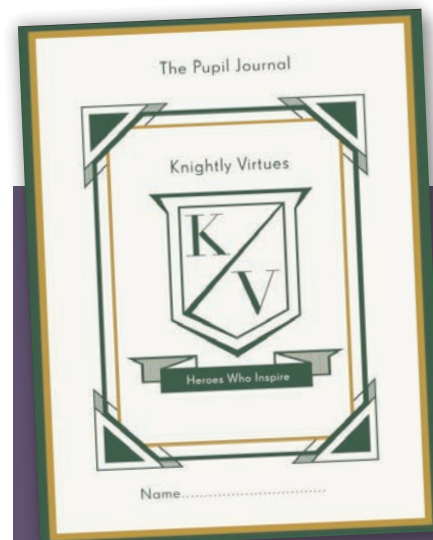 The Pupil Journal
Knightly Virtues
K
V
Heroes Who Inspire
Name................................